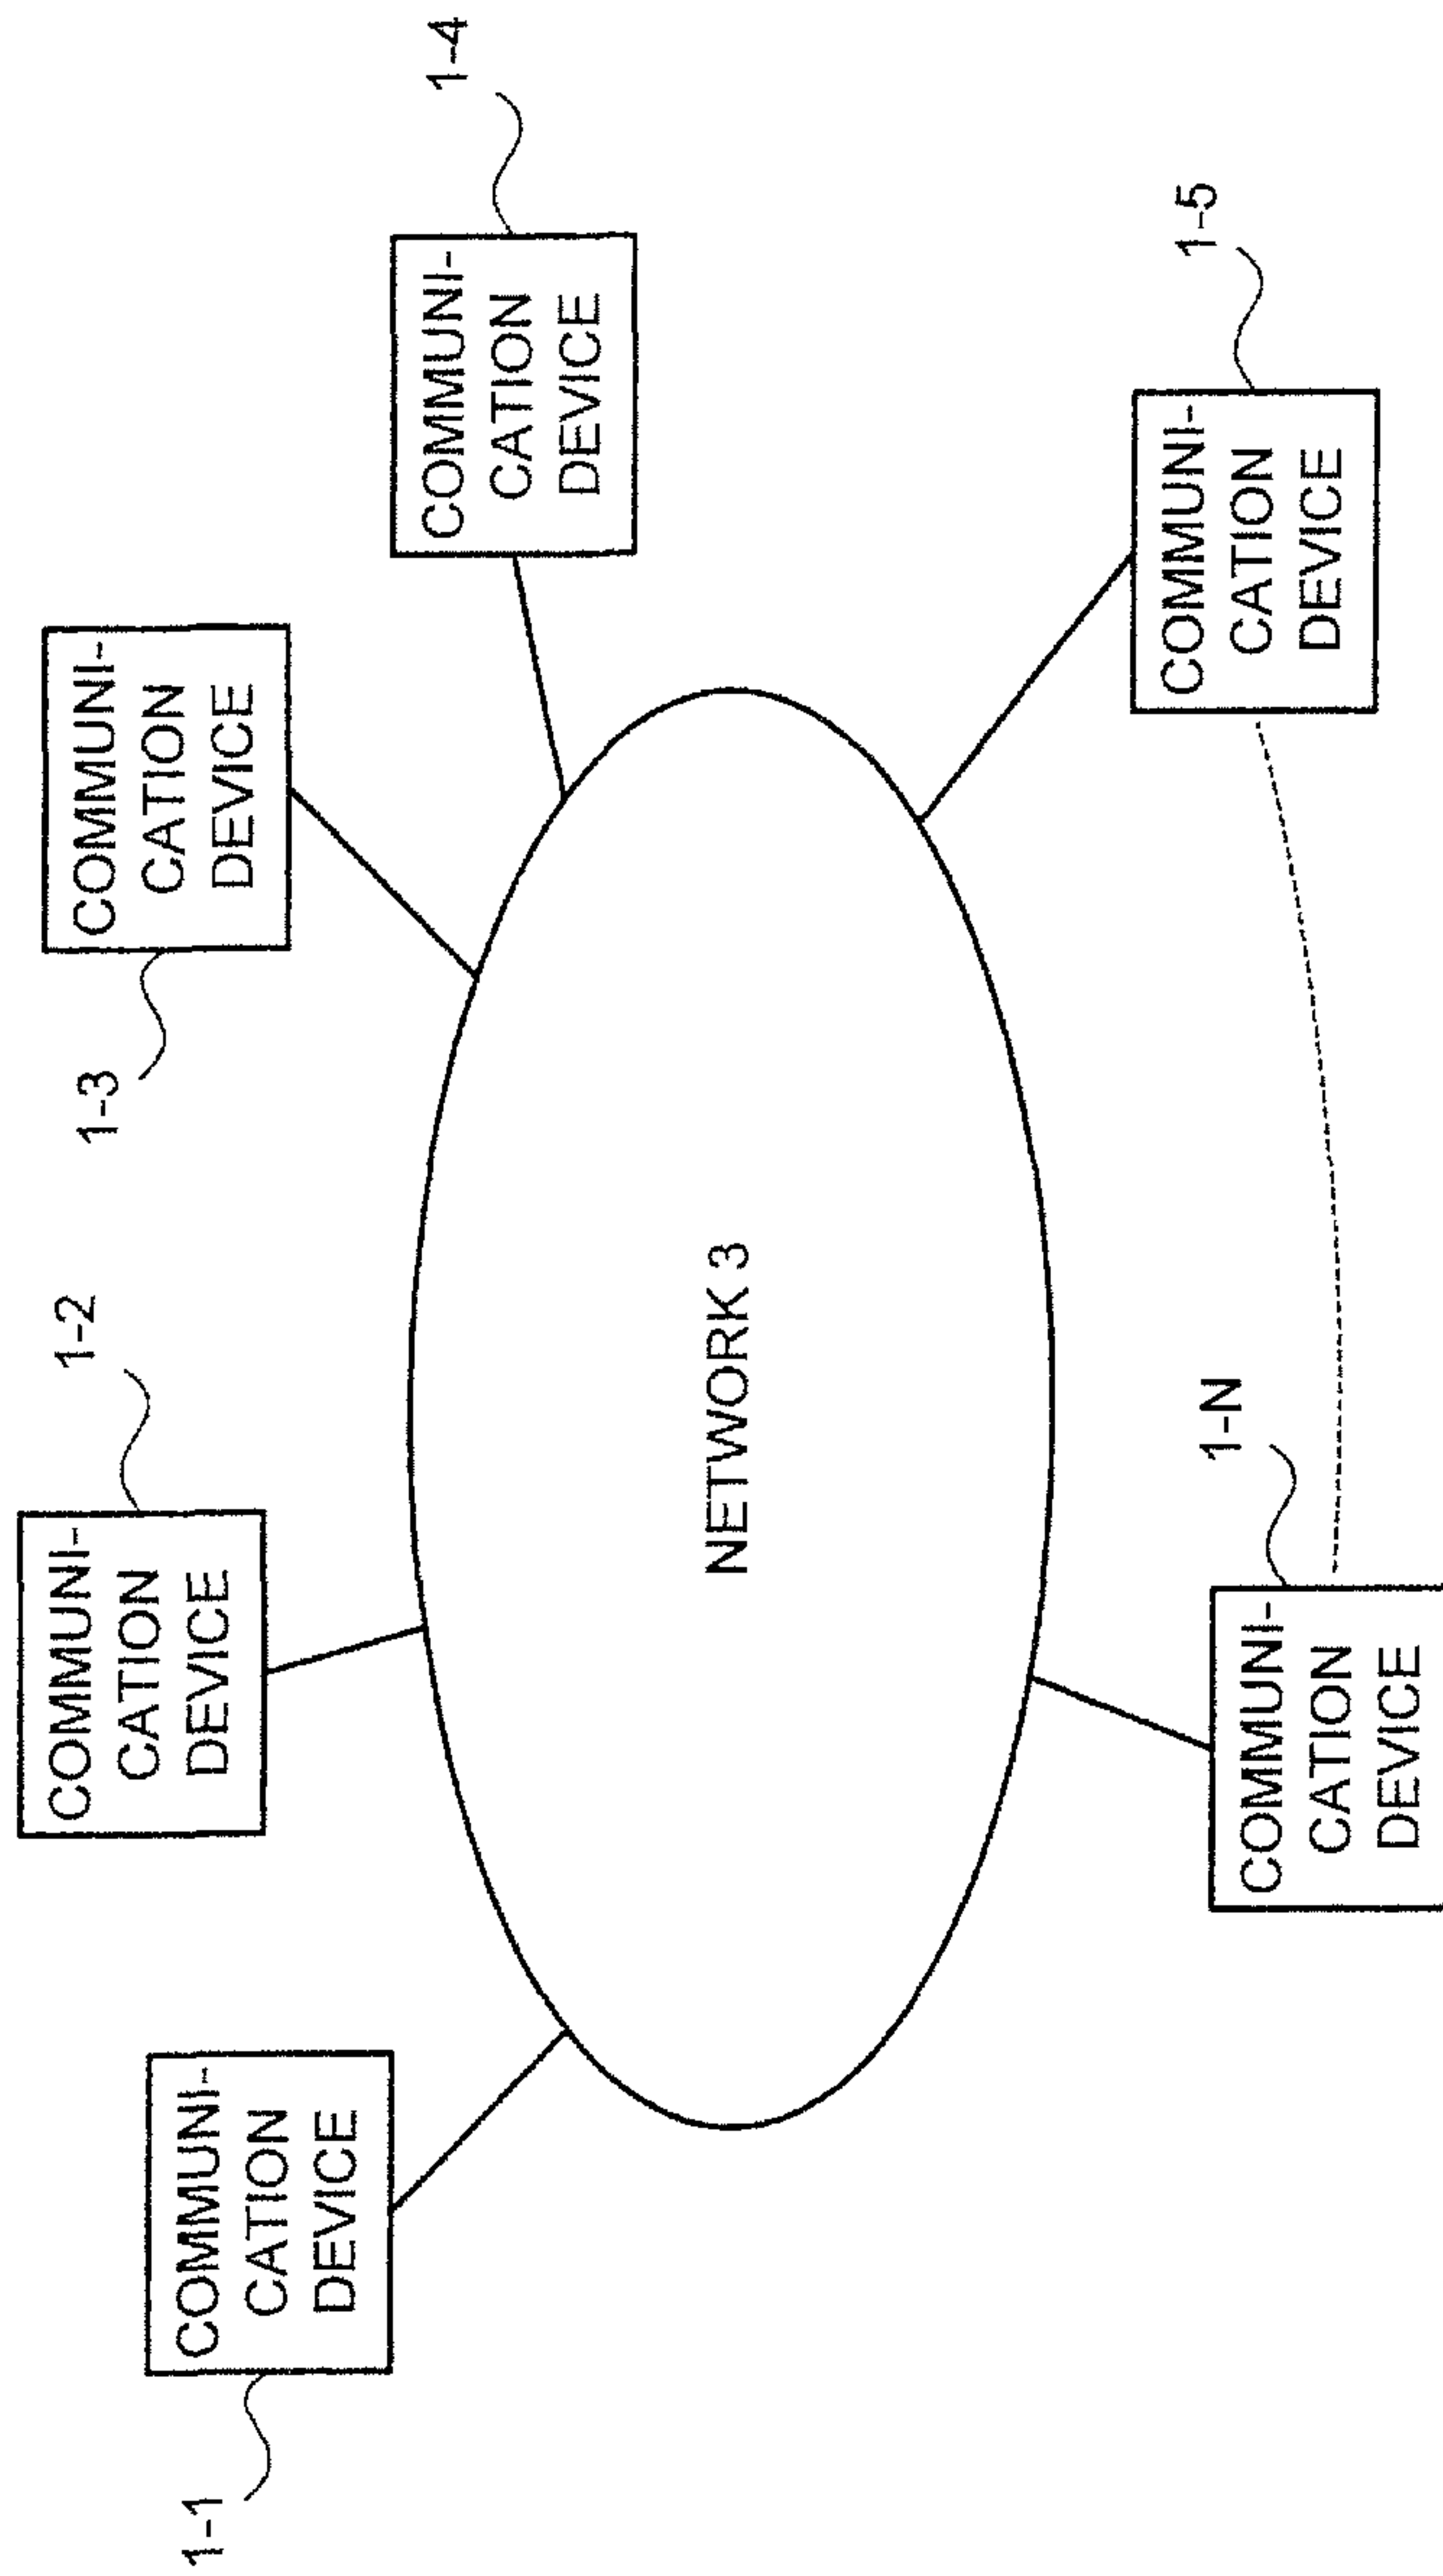 1-1
COMMUNI-
CATION
DEVICE
1-2
COMMUNI-
CATION
DEVICE
1-3
COMMUNI-
CATION
DEVICE
1-4
COMMUNI-
CATION
DEVICE
NETWORK 3
1-N
COMMUNI-
CATION
DEVICE
1-5
COMMUNI-
CATION
DEVICE